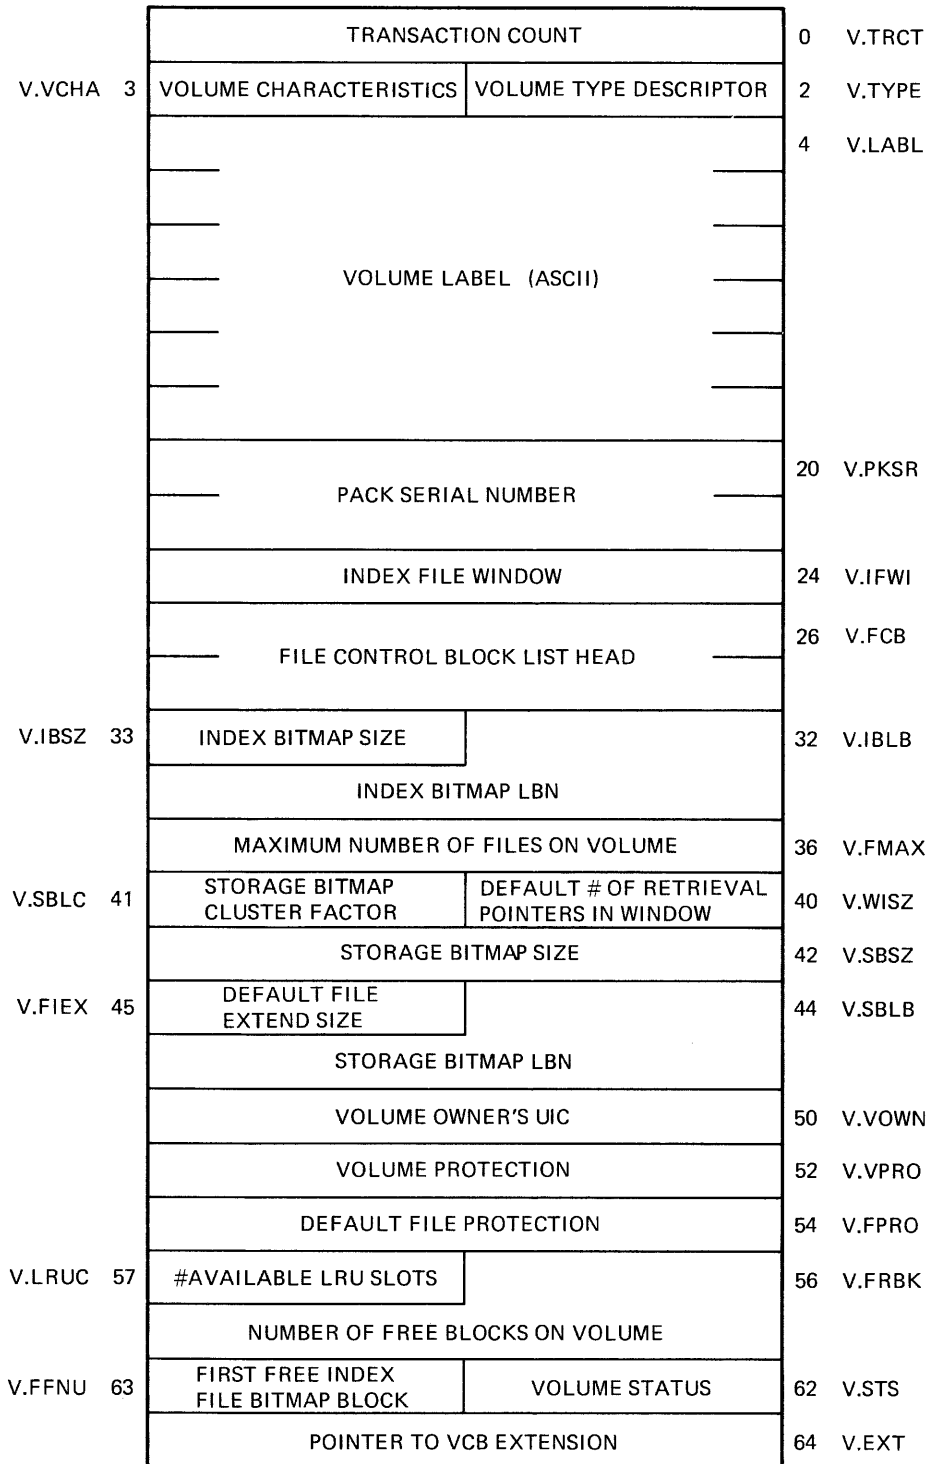 TRANSACTION COUNT 0 V.TRCT
V.VCHA 3 VOLUME CHARACTERISTICS VOLUME TYPE DESCRIPTOR 2 V.TYPE
4 V.LABL
VOLUME LABEL (ASCII)
20 V.PKSR
PACK SERIAL NUMBER
INDEX FILE WINDOW 24 V.IFWI
26 V.FCB
FILE CONTROL BLOCK LIST HEAD
V.IBSZ 33 INDEX BITMAP SIZE 32 V.IBLB
INDEX BITMAP LBN
MAXIMUM NUMBER OF FILES ON VOLUME 36 V.FMAX
V.SBLC 41 STORAGE BITMAP CLUSTER FACTOR DEFAULT # OF RETRIEVAL POINTERS IN WINDOW 40 V.WISZ
STORAGE BITMAP SIZE 42 V.SBSZ
V.FIEX 45 DEFAULT FILE EXTEND SIZE 44 V.SBLB
STORAGE BITMAP LBN
VOLUME OWNER'S UIC 50 V.VOWN
VOLUME PROTECTION 52 V.VPRO
DEFAULT FILE PROTECTION 54 V.FPRO
V.LRUC 57 #AVAILABLE LRU SLOTS 56 V.FRBK
NUMBER OF FREE BLOCKS ON VOLUME
V.FFNU 63 FIRST FREE INDEX FILE BITMAP BLOCK VOLUME STATUS 62 V.STS
POINTER TO VCB EXTENSION 64 V.EXT